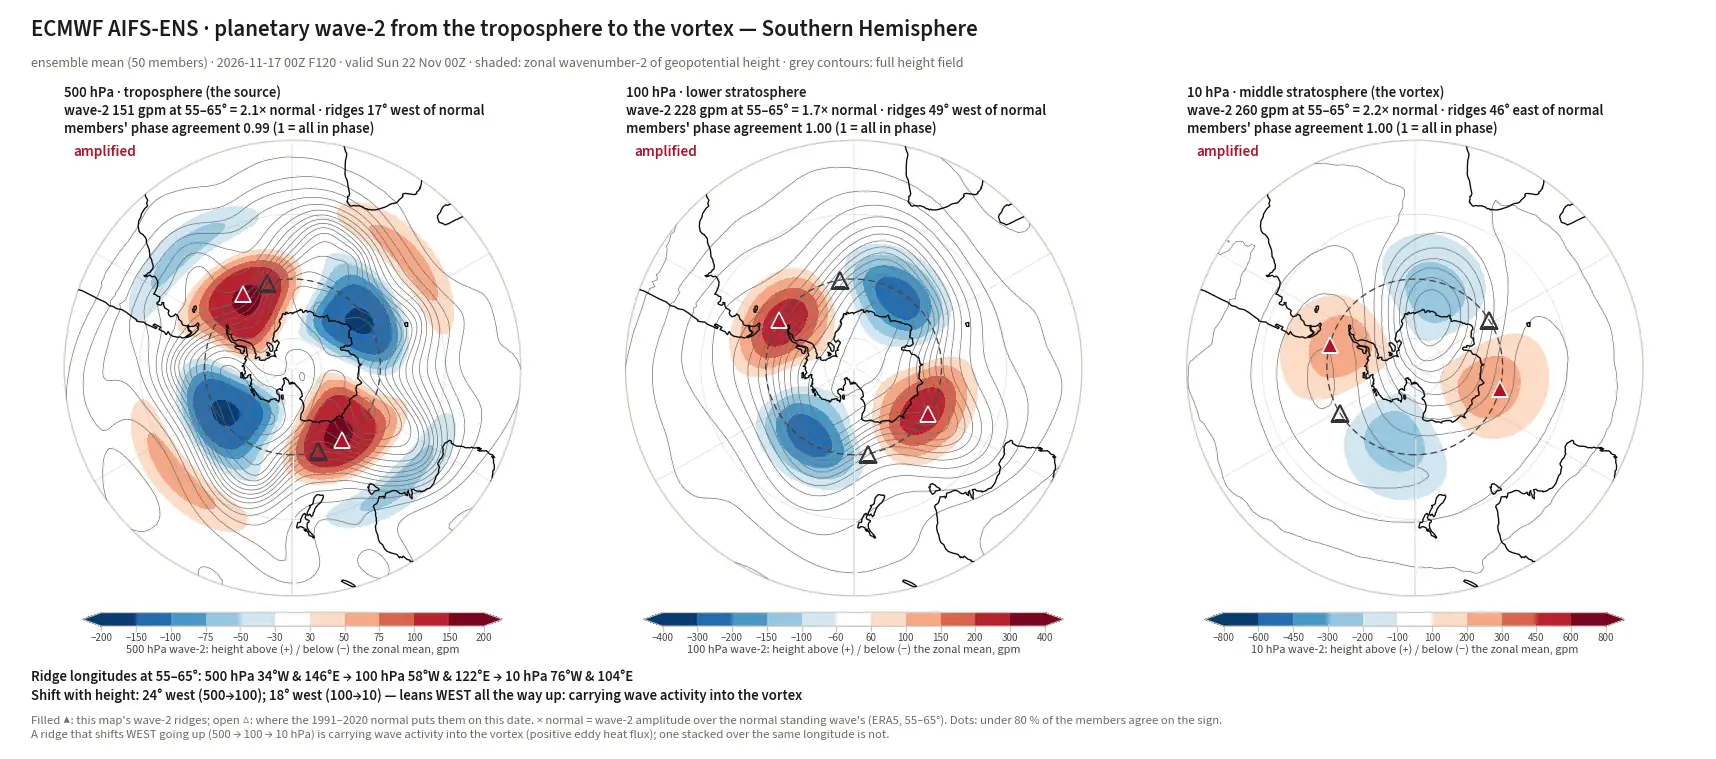 ECMWF AIFS-ENS · planetary wave-2 from the troposphere to the vortex — Southern Hemisphere
ensemble mean (50 members) · 2026-11-17 00Z F120 · valid Sun 22 Nov 00Z · shaded: zonal wavenumber-2 of geopotential height · grey contours: full height field
500 hPa · troposphere (the source)
wave-2 151 gpm at 55–65° = 2.1× normal · ridges 17° west of normal
members' phase agreement 0.99 (1 = all in phase)
amplified
100 hPa · lower stratosphere
wave-2 228 gpm at 55–65° = 1.7× normal · ridges 49° west of normal
members' phase agreement 1.00 (1 = all in phase)
amplified
10 hPa · middle stratosphere (the vortex)
wave-2 260 gpm at 55–65° = 2.2× normal · ridges 46° east of normal
members' phase agreement 1.00 (1 = all in phase)
amplified
−200 −150 −100 −75 −50 −30 30 50 75 100 150 200
500 hPa wave-2: height above (+) / below (−) the zonal mean, gpm
−400 −300 −200 −150 −100 −60 60 100 150 200 300 400
100 hPa wave-2: height above (+) / below (−) the zonal mean, gpm
−800 −600 −450 −300 −200 −100 100 200 300 450 600 800
10 hPa wave-2: height above (+) / below (−) the zonal mean, gpm
Ridge longitudes at 55–65°: 500 hPa 34°W & 146°E → 100 hPa 58°W & 122°E → 10 hPa 76°W & 104°E
Shift with height: 24° west (500→100); 18° west (100→10) — leans WEST all the way up: carrying wave activity into the vortex
Filled ▲: this map's wave-2 ridges; open △: where the 1991–2020 normal puts them on this date. × normal = wave-2 amplitude over the normal standing wave's (ERA5, 55–65°). Dots: under 80 % of the members agree on the sign.
A ridge that shifts WEST going up (500 → 100 → 10 hPa) is carrying wave activity into the vortex (positive eddy heat flux); one stacked over the same longitude is not.